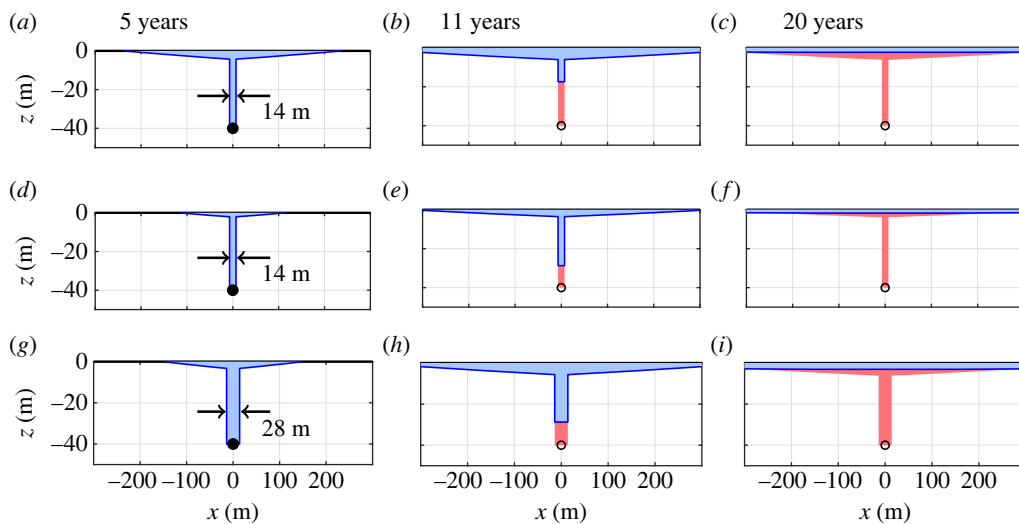 (a) 5 years (b) 11 years (c) 20 years
0
−20
−40
z (m)
14 m
(d) (e) (f)
0
−20
−40
z (m)
14 m
(g) (h) (i)
0
−20
−40
z (m)
28 m
−200 −100 0 100 200 −200 −100 0 100 200 −200 −100 0 100 200
x (m) x (m) x (m)